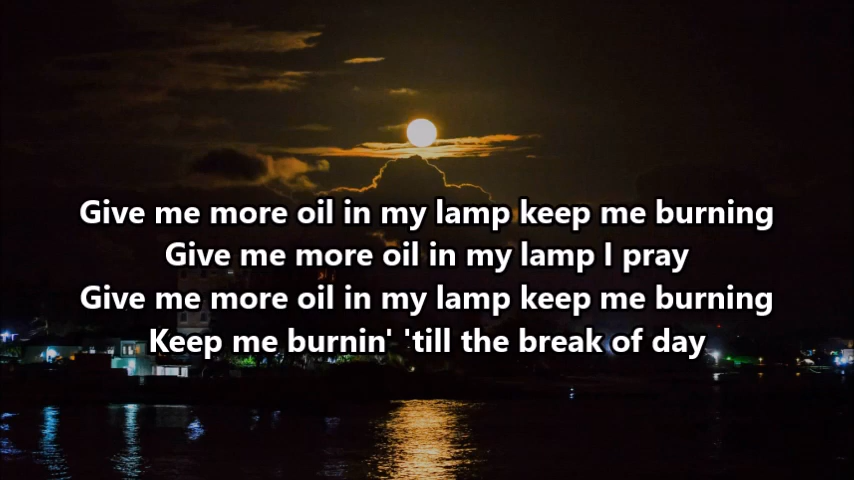 Give me more oil in my lamp keep me burning
Give me more oil in my lamp I pray
Give me more oil in my lamp keep me burning
Keep me burnin' 'till the break of day